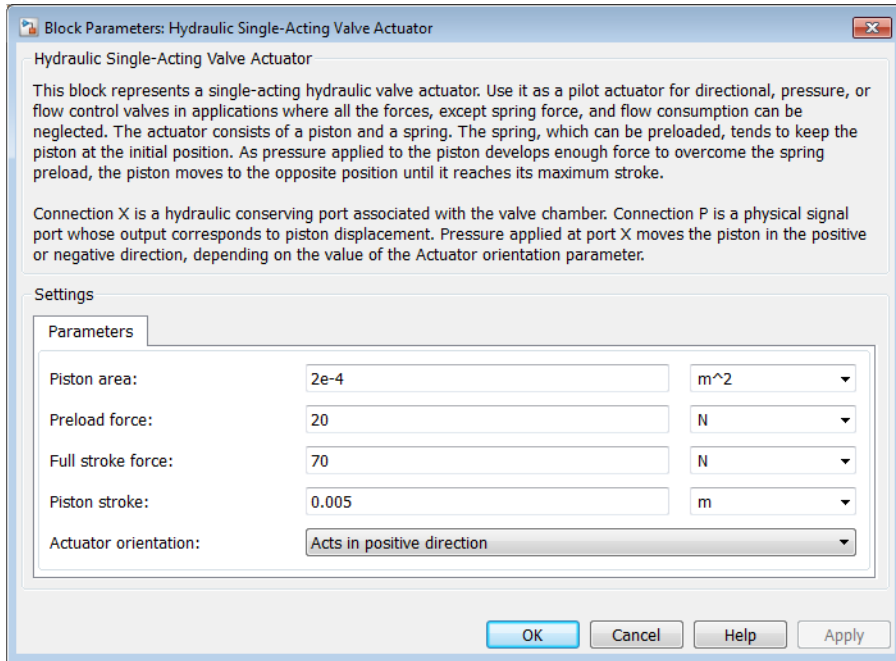 Block Parameters: Hydraulic Single-Acting Valve Actuator
Hydraulic Single-Acting Valve Actuator
This block represents a single-acting hydraulic valve actuator. Use it as a pilot actuator for directional, pressure, or
flow control valves in applications where all the forces, except spring force, and flow consumption can be
neglected. The actuator consists of a piston and a spring. The spring, which can be preloaded, tends to keep the
piston at the initial position. As pressure applied to the piston develops enough force to overcome the spring
preload, the piston moves to the opposite position until it reaches its maximum stroke.
Connection X is a hydraulic conserving port associated with the valve chamber. Connection P is a physical signal
port whose output corresponds to piston displacement. Pressure applied at port X moves the piston in the positive
or negative direction, depending on the value of the Actuator orientation parameter.
Settings
Parameters
Piston area: 2e-4 m^2
Preload force: 20 N
Full stroke force: 70 N
Piston stroke: 0.005 m
Actuator orientation: Acts in positive direction
OK Cancel Help Apply